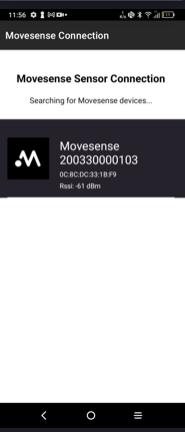 11:56
Movesense Connection
Movesense Sensor Connection
Searching for Movesense devices...
Movesense
200330000103
0C:8C:DC:33:1B:F9
Rssi: -61 dBm